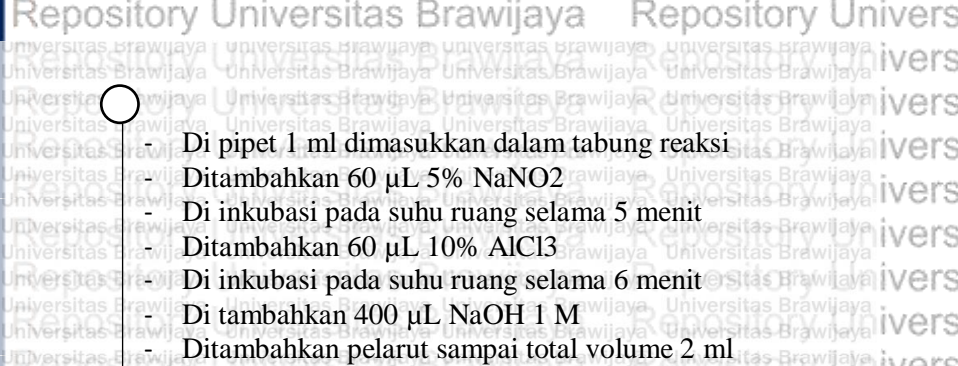 Repository Universitas Brawijaya Repository Univers
- Di pipet 1 ml dimasukkan dalam tabung reaksi
- Ditambahkan 60 µL 5% NaNO2
- Di inkubasi pada suhu ruang selama 5 menit
- Ditambahkan 60 µL 10% AlCl3
- Di inkubasi pada suhu ruang selama 6 menit
- Di tambahkan 400 µL NaOH 1 M
- Ditambahkan pelarut sampai total volume 2 ml